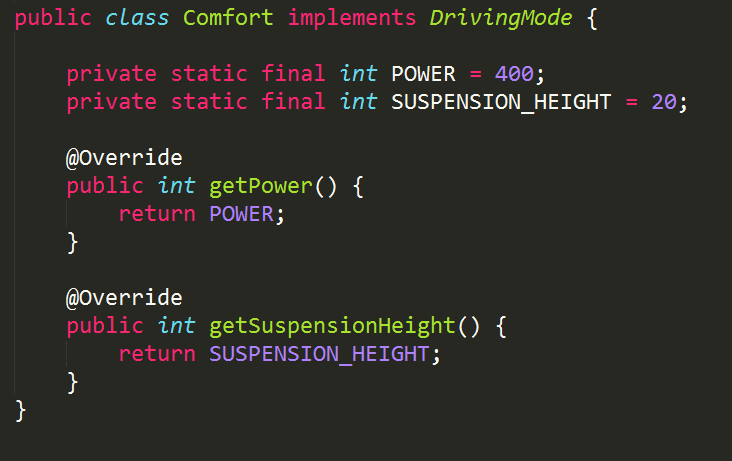 public class Comfort implements DrivingMode {
private static final int POWER = 400;
private static final int SUSPENSION_HEIGHT = 20;
@Override
public int getPower() {
return POWER;
}
@Override
public int getSuspensionHeight() {
return SUSPENSION_HEIGHT;
}
}